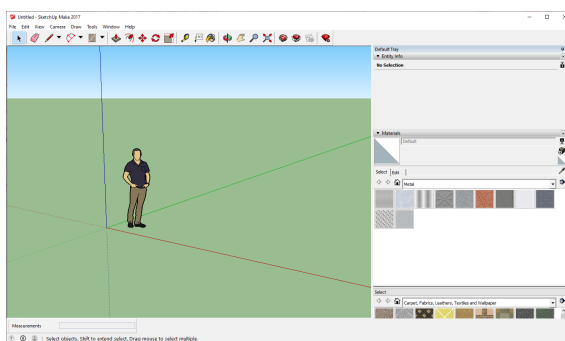 Untitled - SketchUp Make 2017
File Edit View Camera Draw Tools Window Help
Default Tray
Entity Info
No Selection
Materials
Default
Select Edit
Metal
Select
Carpet, Fabrics, Leathers, Textiles and Wallpaper
Measurements
Select objects. Shift to extend select. Drag mouse to select multiple.